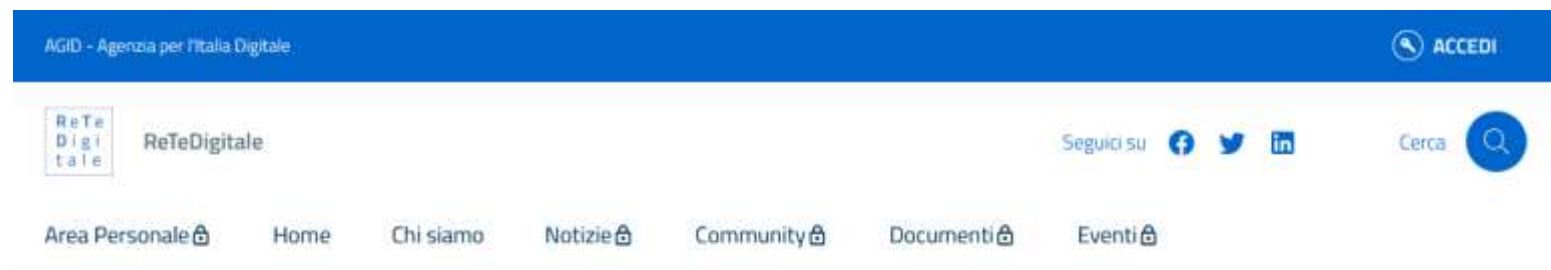 AGID - Agenzia per l'Italia Digitale
ACCEDI
ReTe
Digi
tale
ReTeDigitale
Seguici su
in
Cerca
Area Personale Home Chi siamo Notizie Community Documenti Eventi